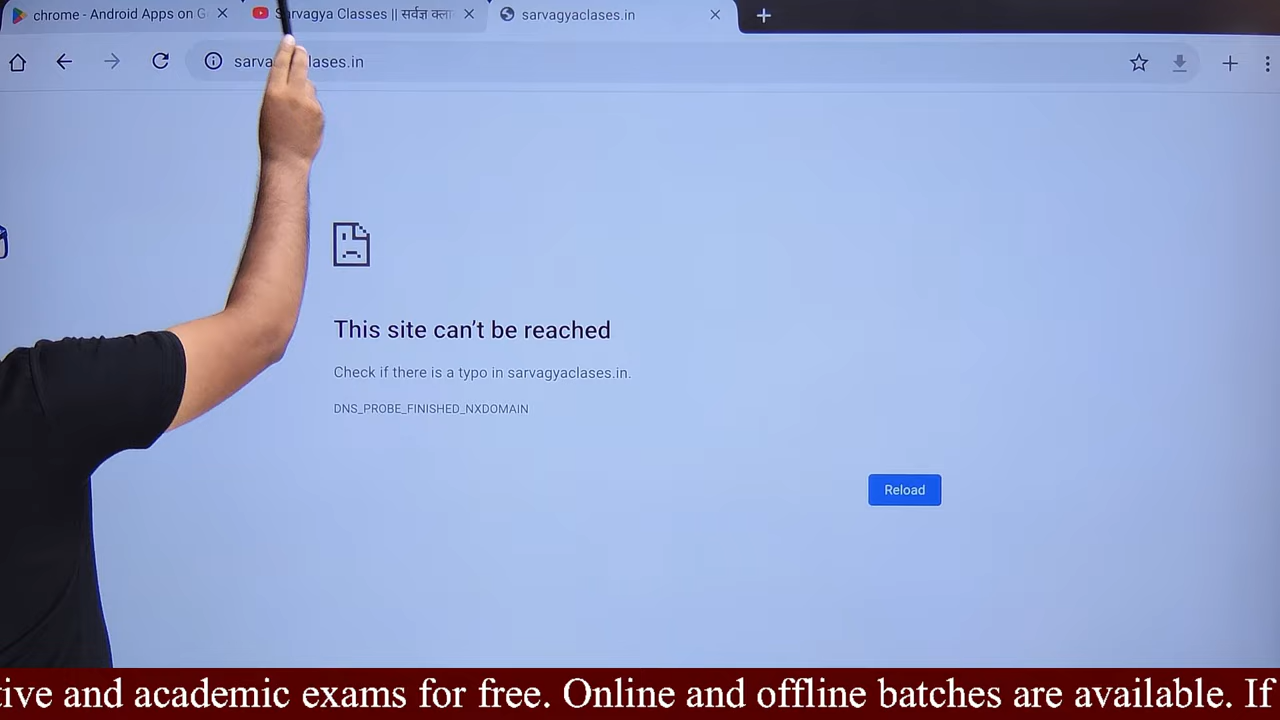 chrome - Android Apps on G
Sarvagya Classes || सर्वज्ञ क्ला
sarvagyaclases.in
lases.in
This site can't be reached
Check if there is a typo in sarvagyaclases.in.
DNS_PROBE_FINISHED_NXDOMAIN
Reload
tive and academic exams for free. Online and offline batches are available. If